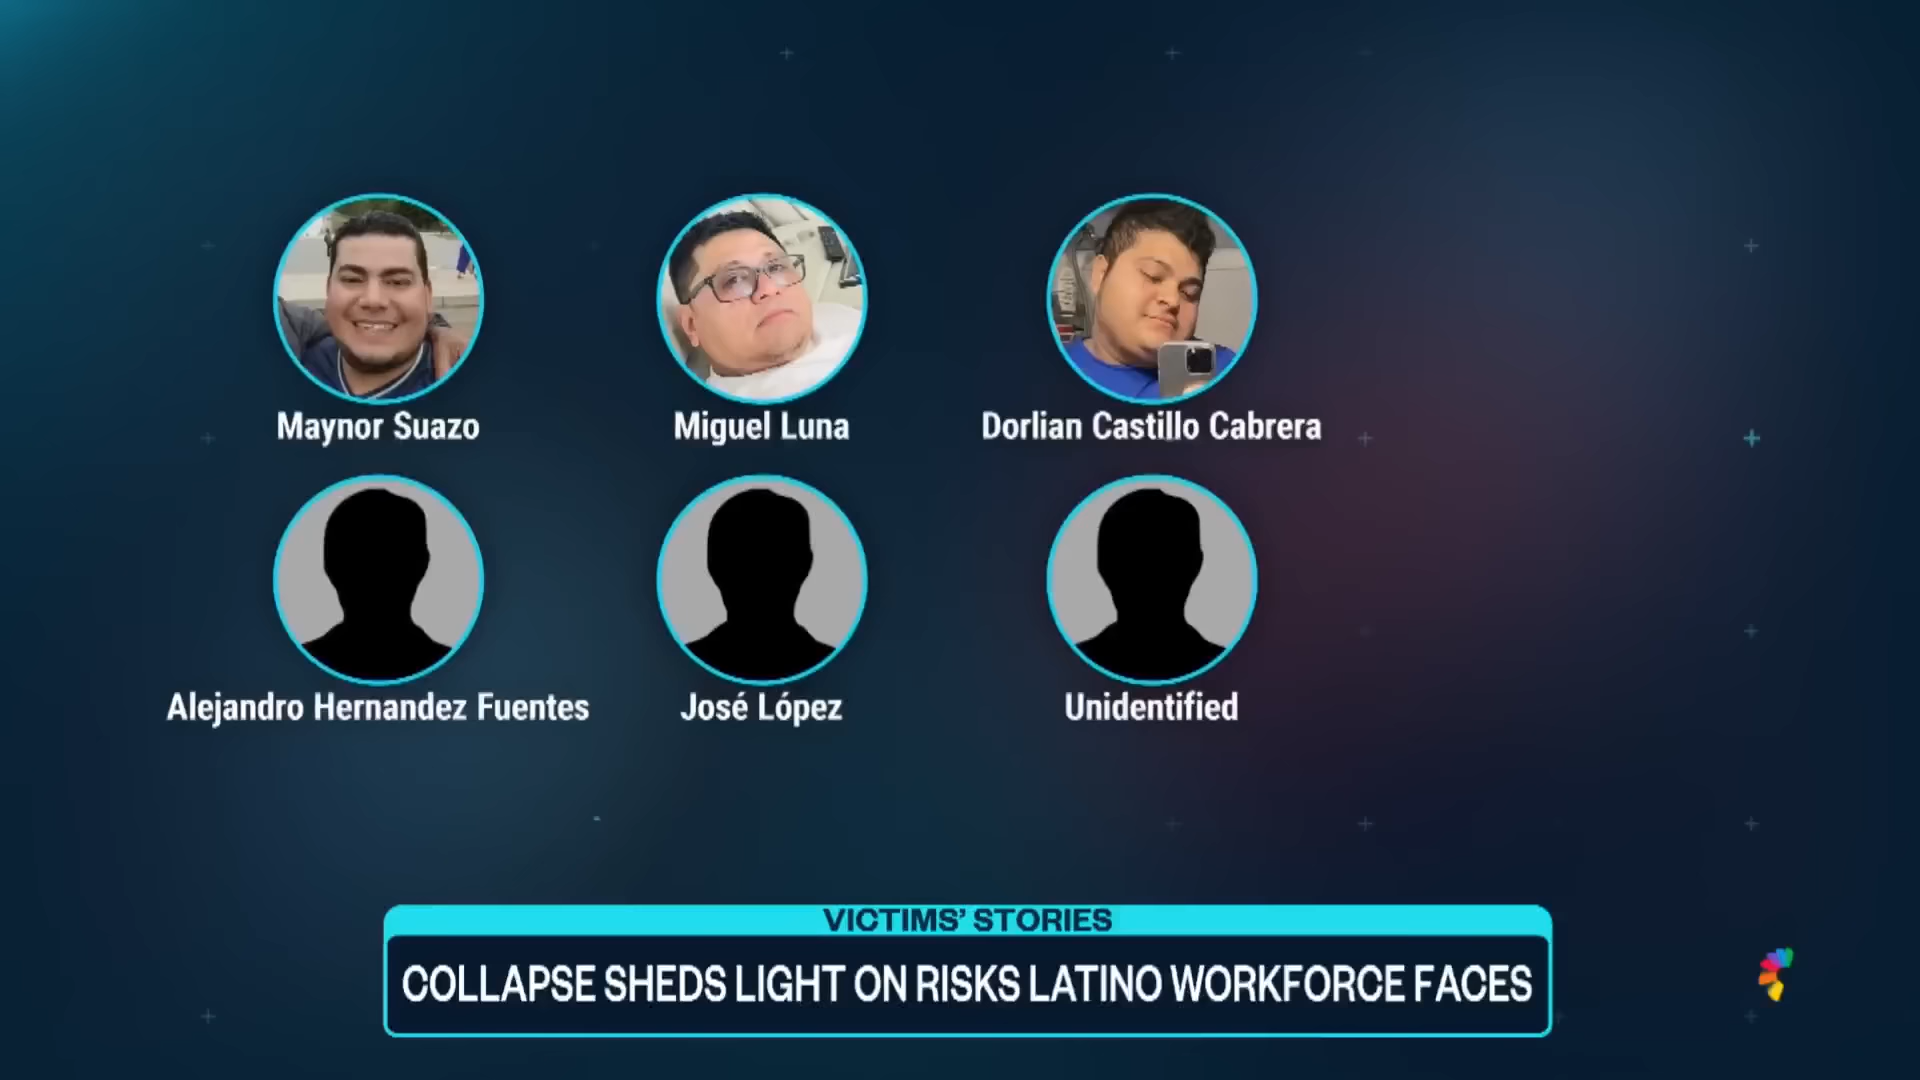 Maynor Suazo
Miguel Luna
Dorlian Castillo Cabrera
Alejandro Hernandez Fuentes
José López
Unidentified
VICTIMS' STORIES
COLLAPSE SHEDS LIGHT ON RISKS LATINO WORKFORCE FACES